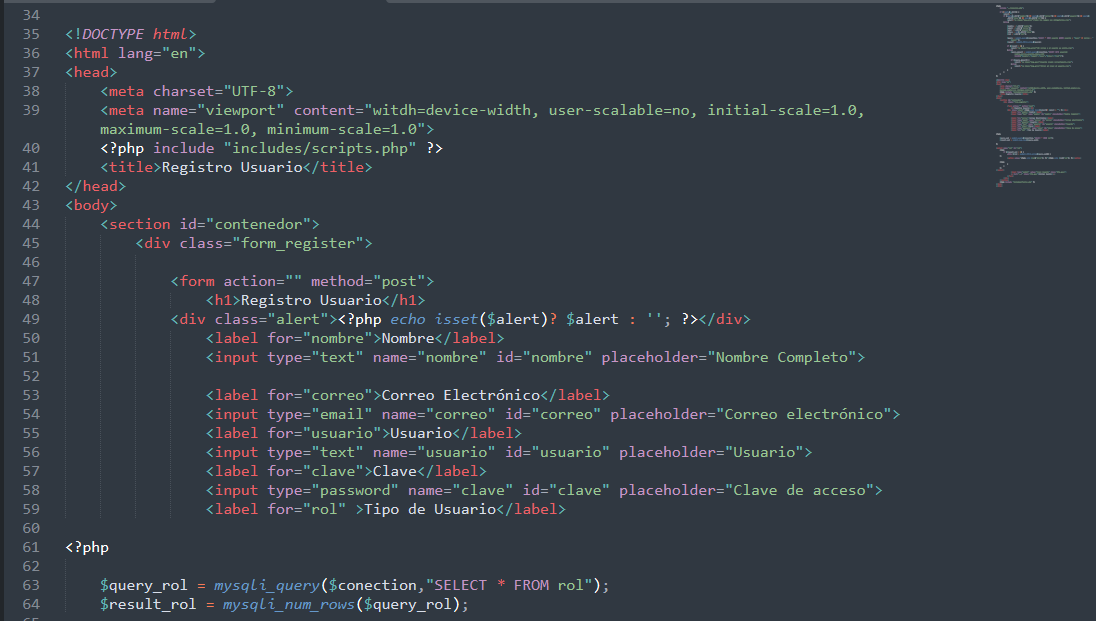 34
35 <!DOCTYPE html>
36 <html lang="en">
37 <head>
38 <meta charset="UTF-8">
39 <meta name="viewport" content="witdh=device-width, user-scalable=no, initial-scale=1.0,
maximum-scale=1.0, minimum-scale=1.0">
40 <?php include "includes/scripts.php" ?>
41 <title>Registro Usuario</title>
42 </head>
43 <body>
44 <section id="contenedor">
45 <div class="form_register">
46
47 <form action="" method="post">
48 <h1>Registro Usuario</h1>
49 <div class="alert"><?php echo isset($alert)? $alert : ''; ?></div>
50 <label for="nombre">Nombre</label>
51 <input type="text" name="nombre" id="nombre" placeholder="Nombre Completo">
52
53 <label for="correo">Correo Electrónico</label>
54 <input type="email" name="correo" id="correo" placeholder="Correo electrónico">
55 <label for="usuario">Usuario</label>
56 <input type="text" name="usuario" id="usuario" placeholder="Usuario">
57 <label for="clave">Clave</label>
58 <input type="password" name="clave" id="clave" placeholder="Clave de acceso">
59 <label for="rol" >Tipo de Usuario</label>
60
61 <?php
62
63 $query_rol = mysqli_query($conection,"SELECT * FROM rol");
64 $result_rol = mysqli_num_rows($query_rol);